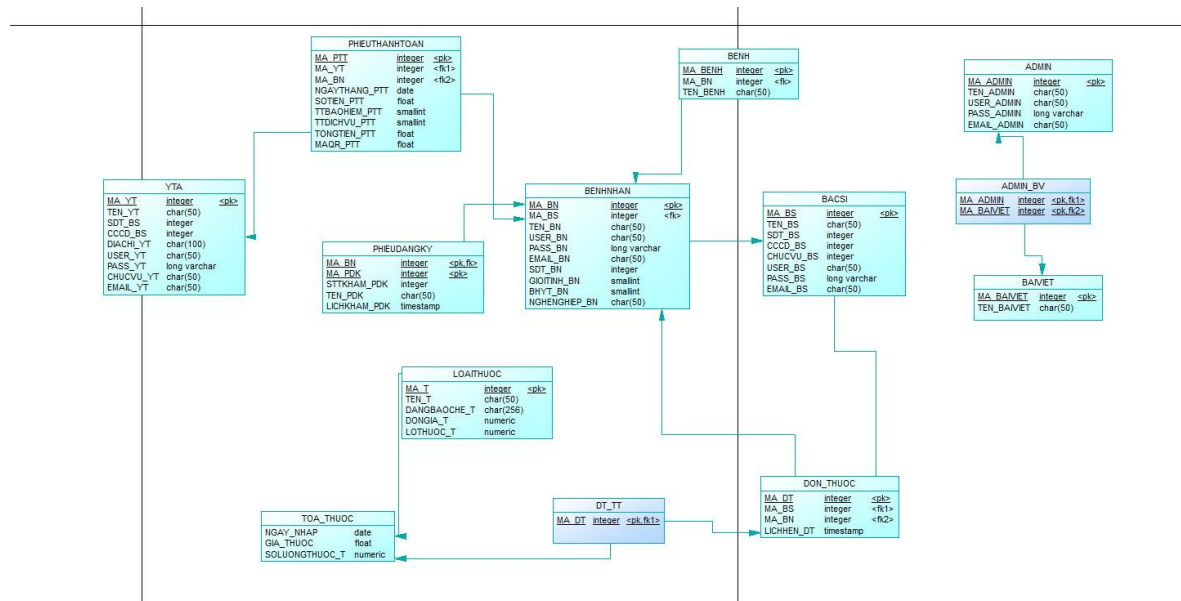 PHIEUTHANHTOAN
MA_PTT integer <pk>
MA_YT integer <fk1>
MA_BN integer <fk2>
NGAYTHANG_PTT date
SOTIEN_PTT float
TTBAOHIEM_PTT smallint
TTDICHVU_PTT smallint
TONGTIEN_PTT float
MAQR_PTT float
BENH
MA_BENH integer <pk>
MA_BN integer <fk>
TEN_BENH char(50)
ADMIN
MA_ADMIN integer <pk>
TEN_ADMIN char(50)
USER_ADMIN char(50)
PASS_ADMIN long varchar
EMAIL_ADMIN char(50)
YTA
MA_YT integer <pk>
TEN_YT char(50)
SDT_BS integer
CCCD_BS integer
DIACHI_YT char(100)
USER_YT char(50)
PASS_YT long varchar
CHUCVU_YT char(50)
EMAIL_YT char(50)
PHIEUDANGKY
MA_BN integer <pk,fk>
MA_PDK integer <pk>
STTKHAM_PDK integer
TEN_PDK char(50)
LICHKHAM_PDK timestamp
BENHNHAN
MA_BN integer <pk>
MA_BS integer <fk>
TEN_BN char(50)
USER_BN char(50)
PASS_BN long varchar
EMAIL_BN char(50)
SDT_BN integer
GIOITINH_BN smallint
BHYT_BN smallint
NGHENGHIEP_BN char(50)
BACSI
MA_BS integer <pk>
TEN_BS char(50)
SDT_BS integer
CCCD_BS integer
CHUCVU_BS integer
USER_BS char(50)
PASS_BS long varchar
EMAIL_BS char(50)
ADMIN_BV
MA_ADMIN integer <pk,fk1>
MA_BAIVIET integer <pk,fk2>
BAIVIET
MA_BAIVIET integer <pk>
TEN_BAIVIET char(50)
LOAITHUOC
MA_T integer <pk>
TEN_T char(50)
DANGBAOCHE_T char(256)
DONGIA_T numeric
LOTHUOC_T numeric
TOA_THUOC
NGAY_NHAP date
GIA_THUOC float
SOLUONGTHUOC_T numeric
DT_TT
MA_DT integer <pk,fk1>
DON_THUOC
MA_DT integer <pk>
MA_BS integer <fk1>
MA_BN integer <fk2>
LICHHEN_DT timestamp